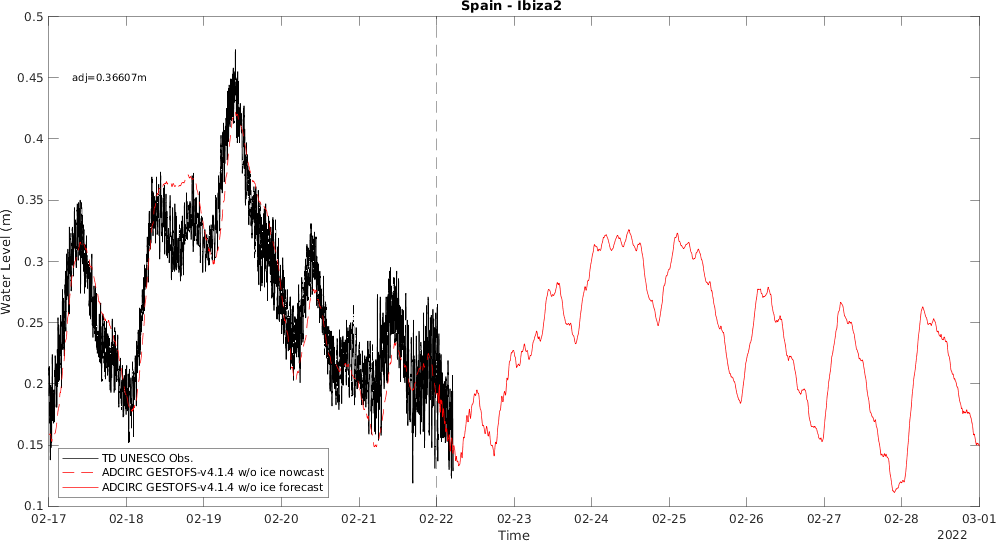 Spain - Ibiza2
0.5
0.45
0.4
0.35
0.3
0.25
0.2
0.15
0.1
Water Level (m)
adj=0.36607m
TD UNESCO Obs.
ADCIRC GESTOFS-v4.1.4 w/o ice nowcast
ADCIRC GESTOFS-v4.1.4 w/o ice forecast
02-17 02-18 02-19 02-20 02-21 02-22 02-23 02-24 02-25 02-26 02-27 02-28 03-01
Time
2022